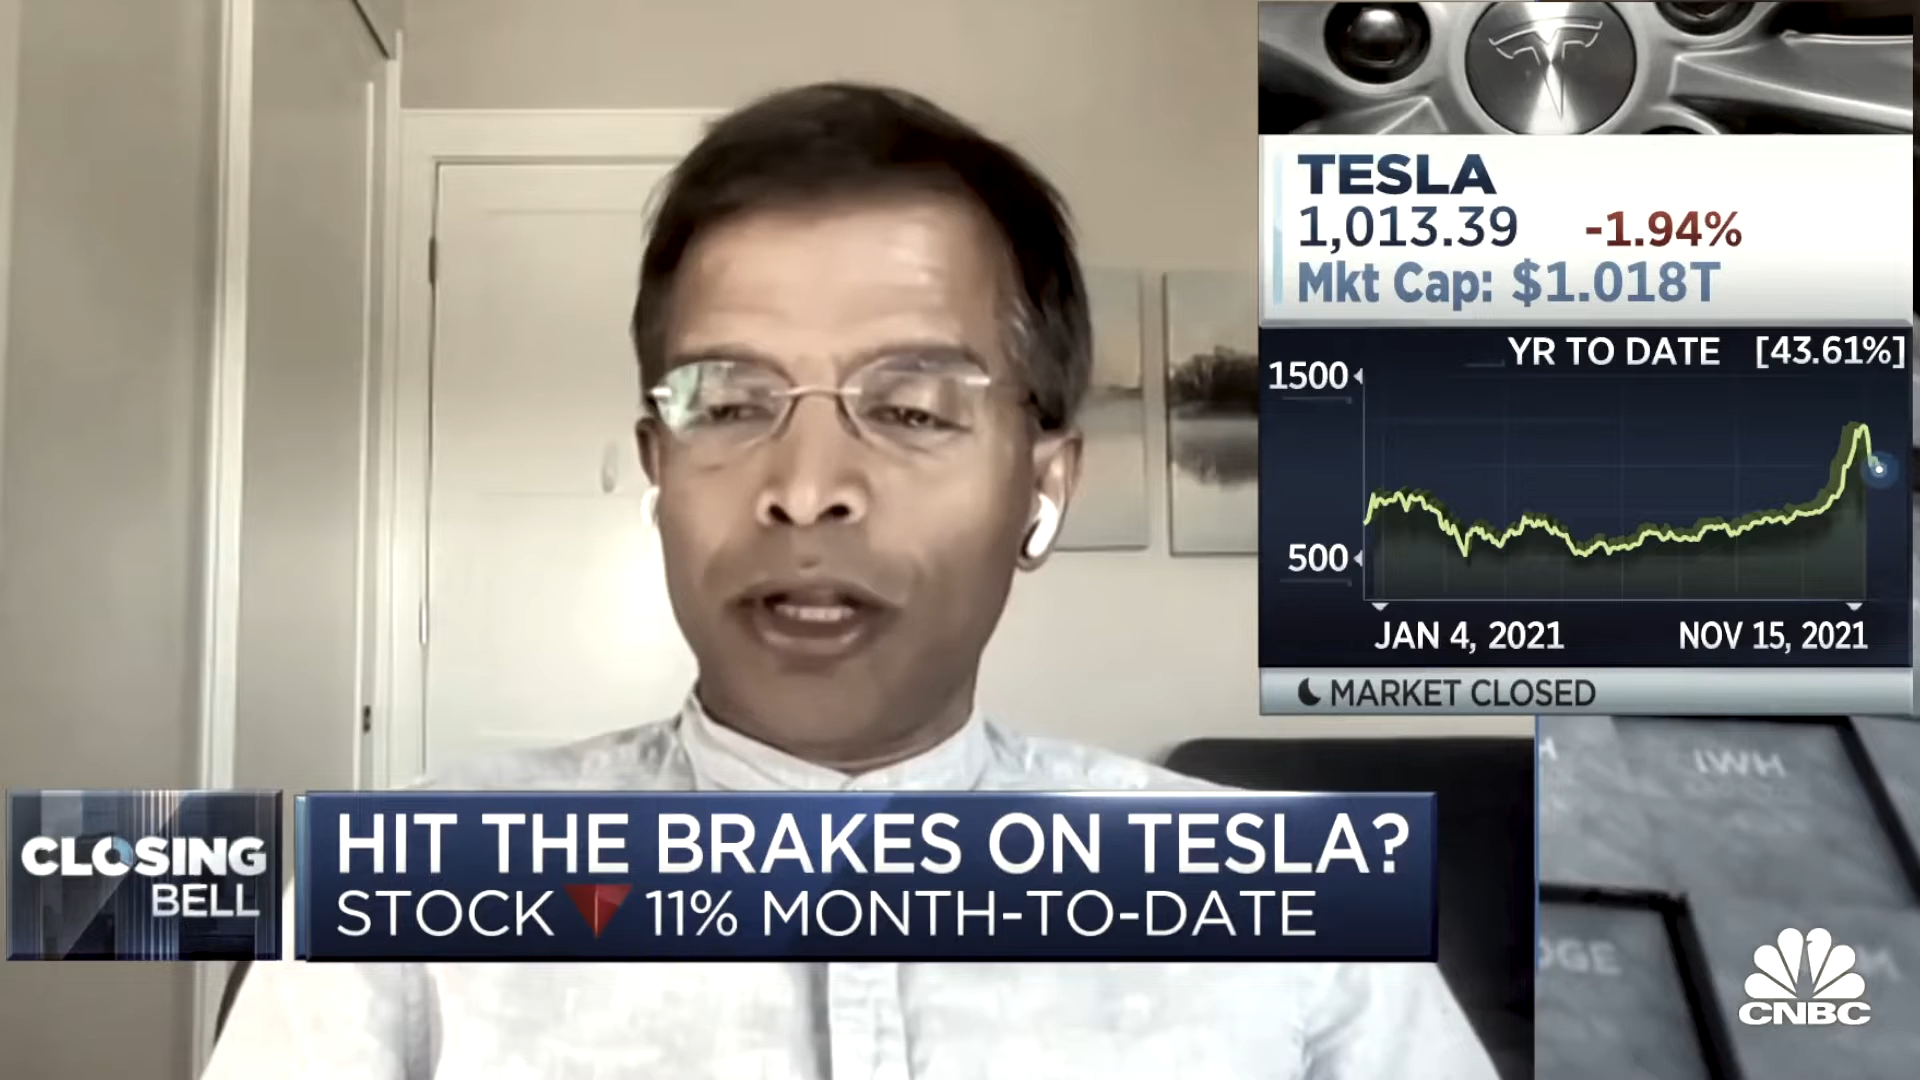 TESLA
1,013.39 -1.94%
Mkt Cap: $1.018T
YR TO DATE [43.61%]
1500
500
JAN 4, 2021 NOV 15, 2021
MARKET CLOSED
IWH
CLOSING
BELL
HIT THE BRAKES ON TESLA?
STOCK 11% MONTH-TO-DATE
CNBC